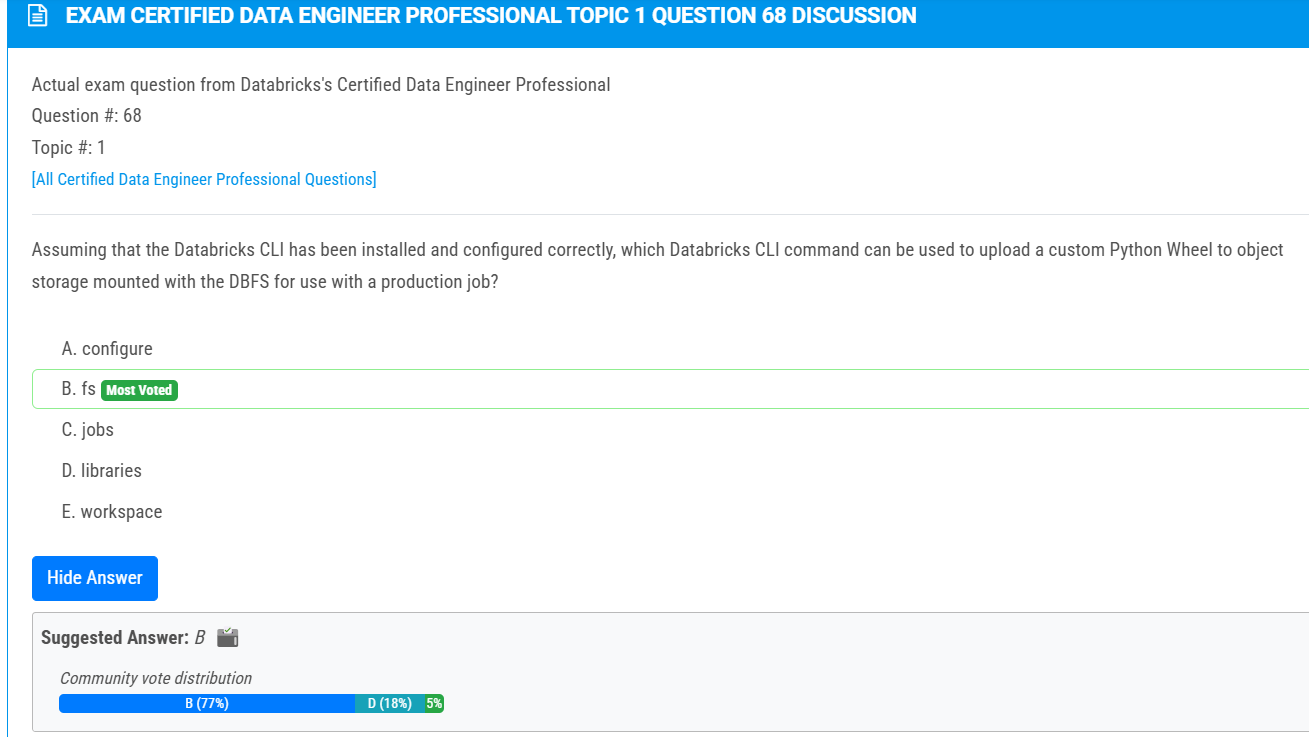 EXAM CERTIFIED DATA ENGINEER PROFESSIONAL TOPIC 1 QUESTION 68 DISCUSSION
Actual exam question from Databricks's Certified Data Engineer Professional
Question #: 68
Topic #: 1
[All Certified Data Engineer Professional Questions]
Assuming that the Databricks CLI has been installed and configured correctly, which Databricks CLI command can be used to upload a custom Python Wheel to object
storage mounted with the DBFS for use with a production job?
A. configure
B. fs Most Voted
C. jobs
D. libraries
E. workspace
Hide Answer
Suggested Answer: B
Community vote distribution
B (77%) D (18%) 5%